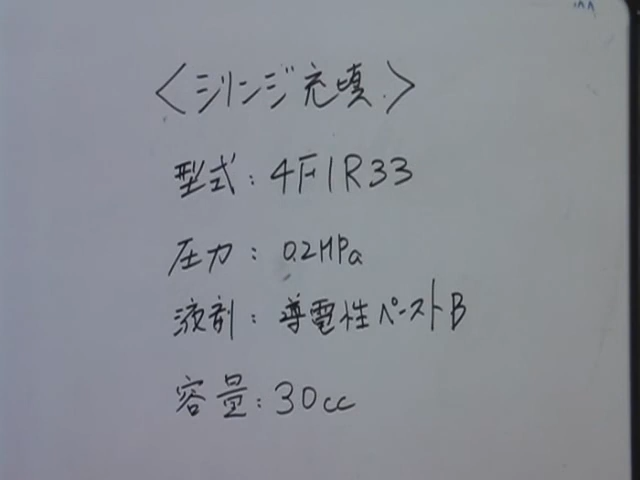 〈シリンジ充填〉
型式：4F1R33
圧力：0.2MPa
液剤：導電性ペーストB
容量：30cc